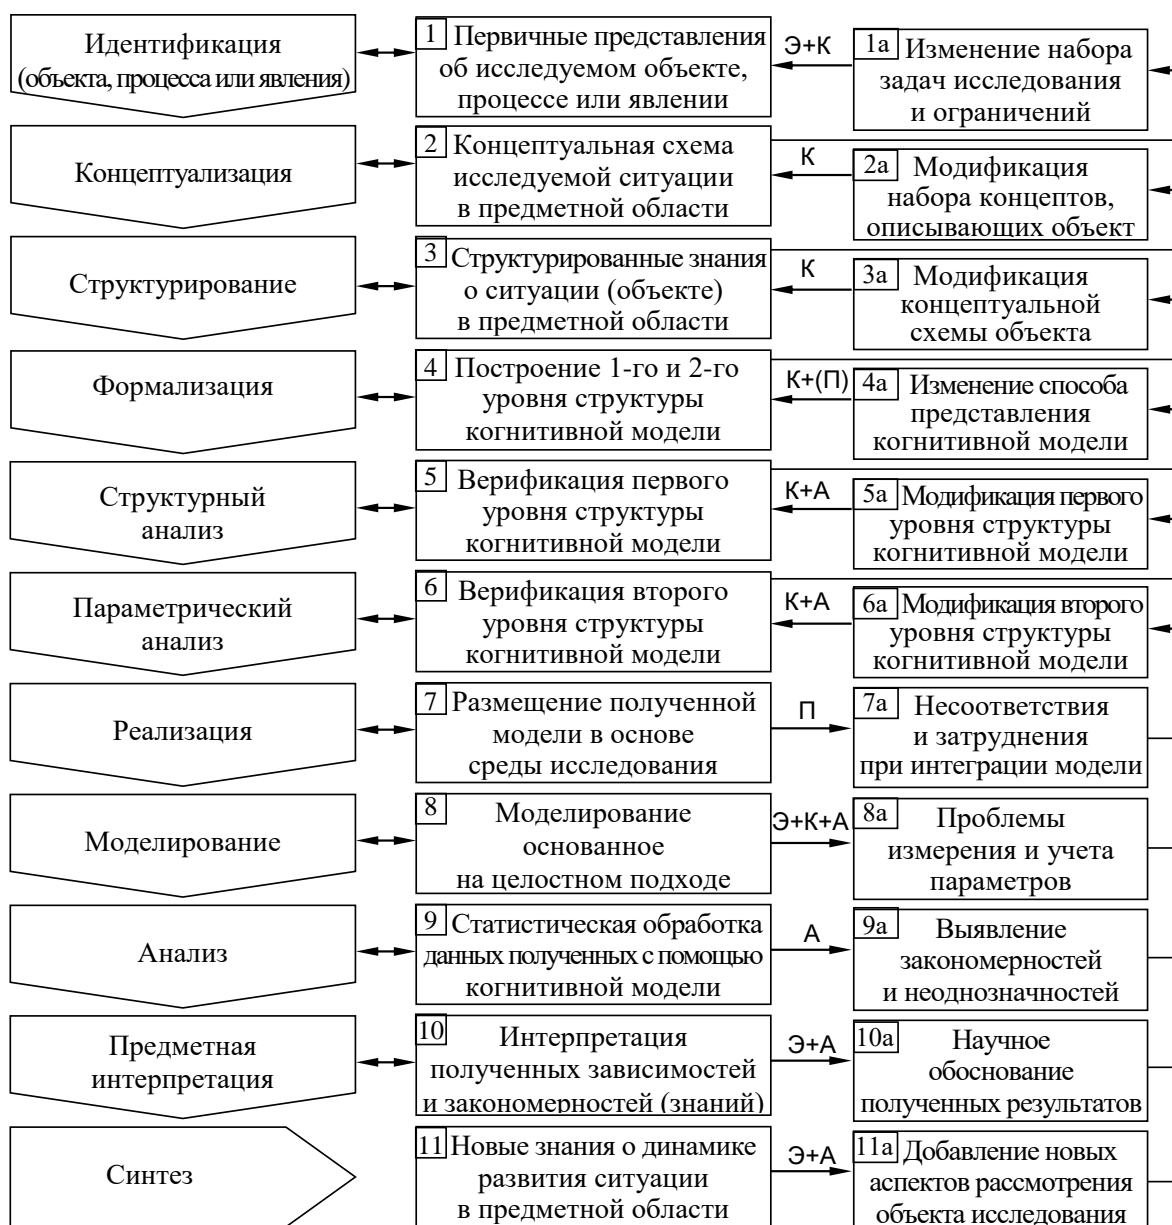 Идентификация
(объекта, процесса или явления)
1 Первичные представления
об исследуемом объекте,
процессе или явлении
Э+К
1а Изменение набора
задач исследования
и ограничений
Концептуализация
2 Концептуальная схема
исследуемой ситуации
в предметной области
К
2а Модификация
набора концептов,
описывающих объект
Структурирование
3 Структурированные знания
о ситуации (объекте)
в предметной области
К
3а Модификация
концептуальной
схемы объекта
Формализация
4 Построение 1-го и 2-го
уровня структуры
когнитивной модели
К+(П)
4а Изменение способа
представления
когнитивной модели
Структурный
анализ
5 Верификация первого
уровня структуры
когнитивной модели
К+А
5а Модификация первого
уровня структуры
когнитивной модели
Параметрический
анализ
6 Верификация второго
уровня структуры
когнитивной модели
К+А
6а Модификация второго
уровня структуры
когнитивной модели
Реализация
7 Размещение полученной
модели в основе
среды исследования
П
7а Несоответствия
и затруднения
при интеграции модели
Моделирование
8 Моделирование
основанное
на целостном подходе
Э+К+А
8а Проблемы
измерения и учета
параметров
Анализ
9 Статистическая обработка
данных полученных с помощью
когнитивной модели
А
9а Выявление
закономерностей
и неоднозначностей
Предметная
интерпретация
10 Интерпретация
полученных зависимостей
и закономерностей (знаний)
Э+А
10а Научное
обоснование
полученных результатов
Синтез
11 Новые знания о динамике
развития ситуации
в предметной области
Э+А
11а Добавление новых
аспектов рассмотрения
объекта исследования